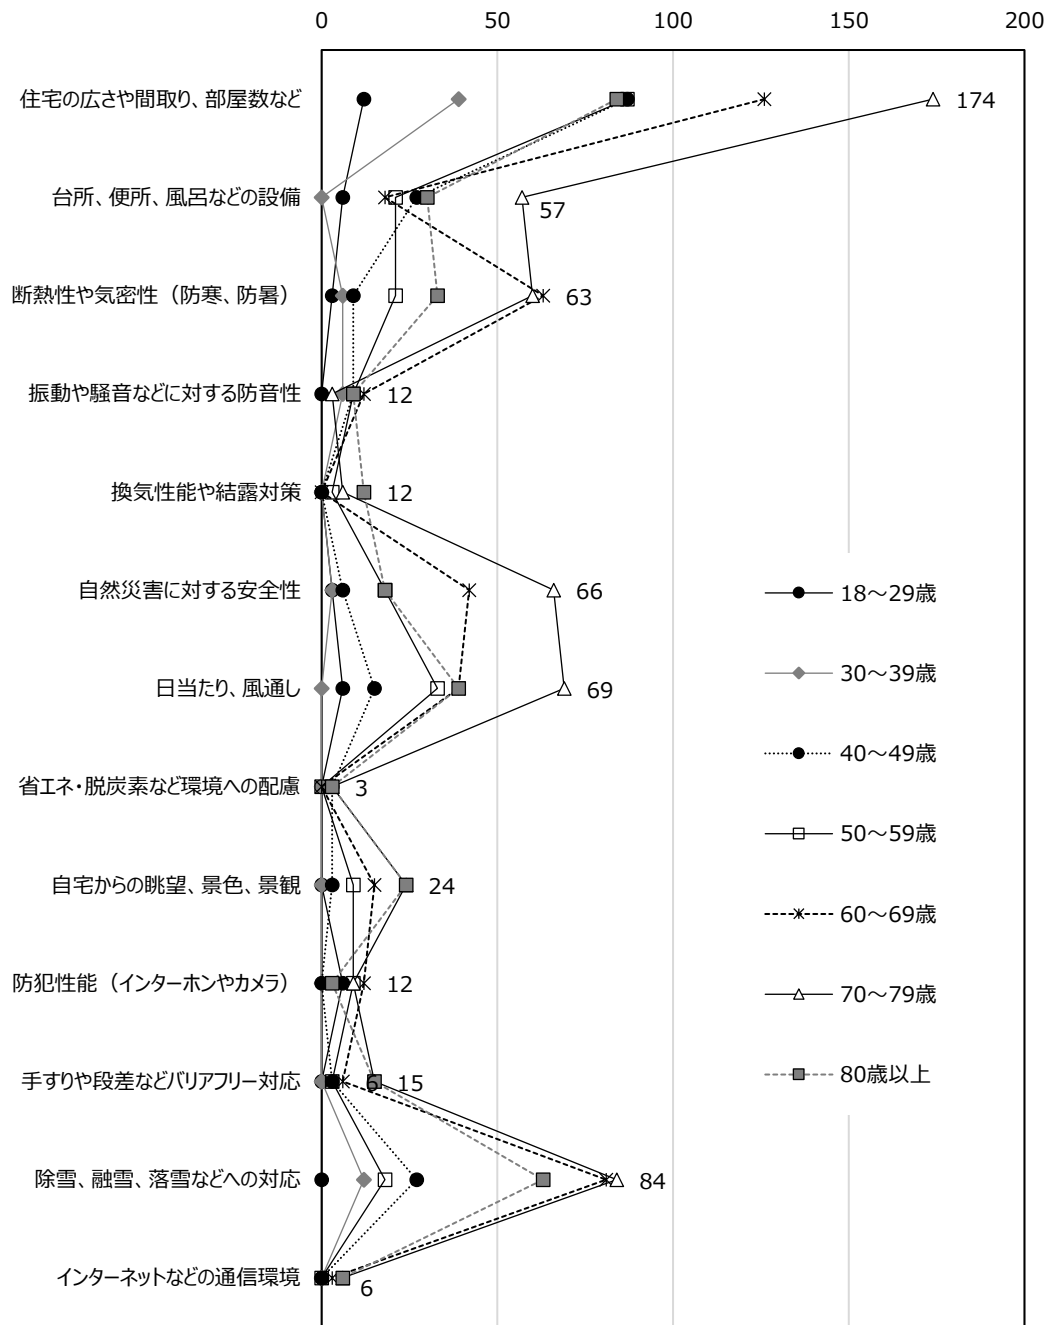 0 50 100 150 200
住宅の広さや間取り、部屋数など 174
台所、便所、風呂などの設備 57
断熱性や気密性（防寒、防暑） 63
振動や騒音などに対する防音性 12
換気性能や結露対策 12
自然災害に対する安全性 66
18～29歳
30～39歳
日当たり、風通し 69
40～49歳
省エネ・脱炭素など環境への配慮 3
50～59歳
自宅からの眺望、景色、景観 24
60～69歳
防犯性能（インターホンやカメラ） 12
70～79歳
手すりや段差などバリアフリー対応 6 15
80歳以上
除雪、融雪、落雪などへの対応 84
インターネットなどの通信環境 6